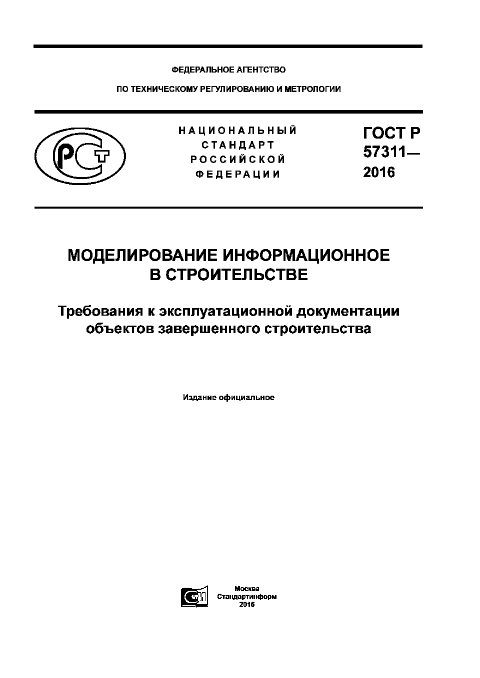 ФЕДЕРАЛЬНОЕ АГЕНТСТВО
ПО ТЕХНИЧЕСКОМУ РЕГУЛИРОВАНИЮ И МЕТРОЛОГИИ
НАЦИОНАЛЬНЫЙ
СТАНДАРТ
РОССИЙСКОЙ
ФЕДЕРАЦИИ
ГОСТ Р
57311—
2016
МОДЕЛИРОВАНИЕ ИНФОРМАЦИОННОЕ
В СТРОИТЕЛЬСТВЕ
Требования к эксплуатационной документации
объектов завершенного строительства
Издание официальное
Москва
Стандартинформ
2016